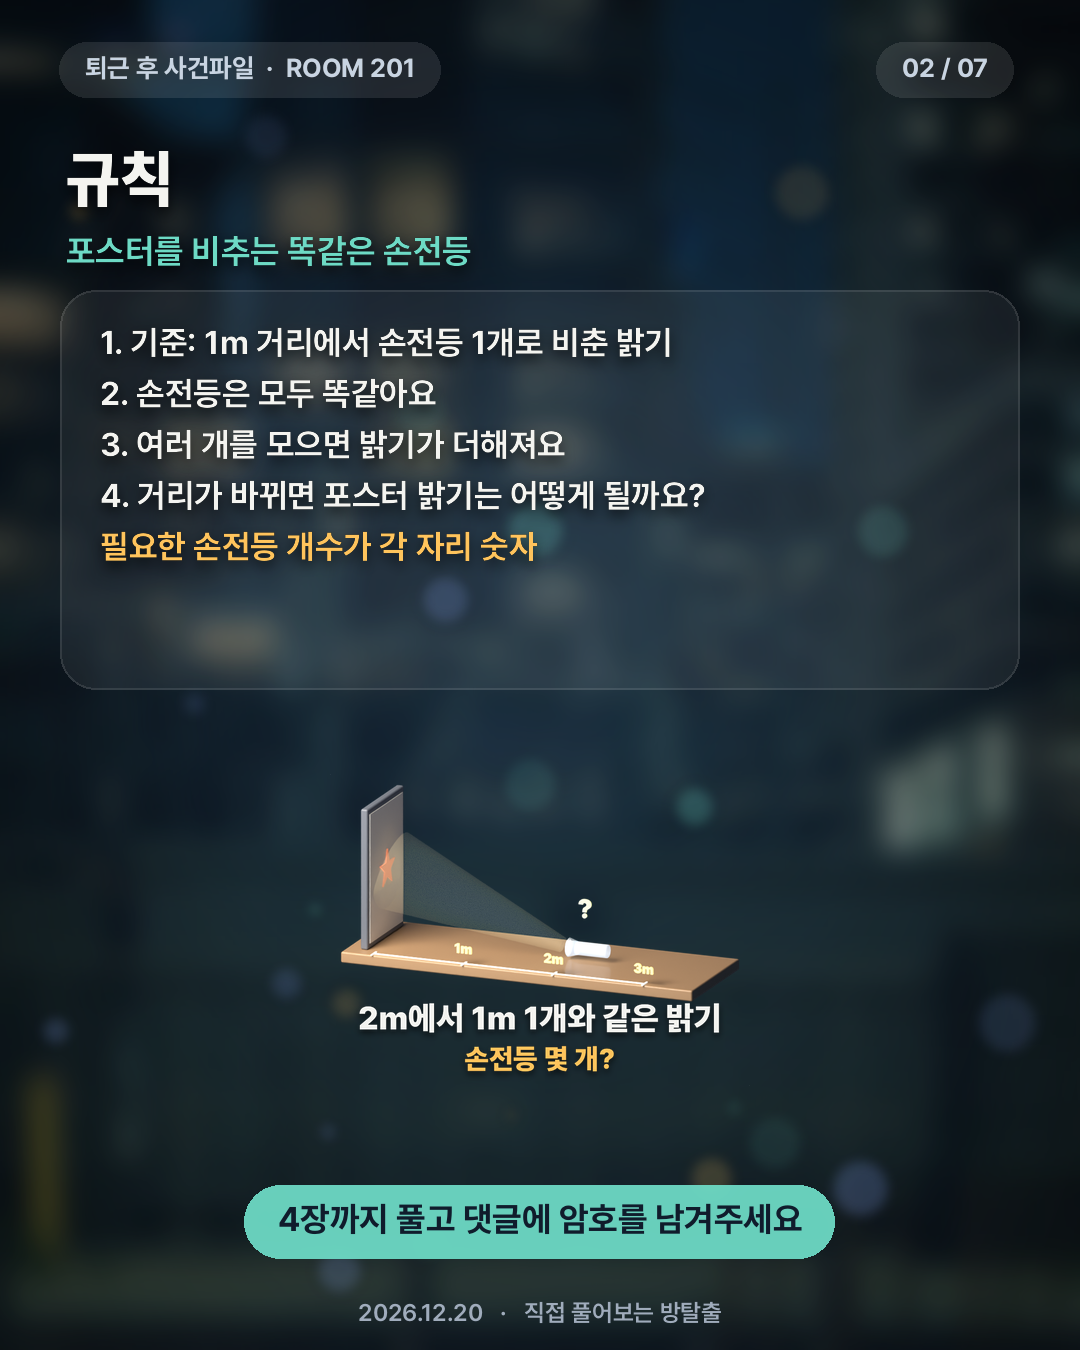 퇴근 후 사건파일 · ROOM 201
02 / 07
규칙
포스터를 비추는 똑같은 손전등
1. 기준: 1m 거리에서 손전등 1개로 비춘 밝기
2. 손전등은 모두 똑같아요
3. 여러 개를 모으면 밝기가 더해져요
4. 거리가 바뀌면 포스터 밝기는 어떻게 될까요?
필요한 손전등 개수가 각 자리 숫자
?
1m
2m
3m
2m에서 1m 1개와 같은 밝기
손전등 몇 개?
4장까지 풀고 댓글에 암호를 남겨주세요
2026.12.20 · 직접 풀어보는 방탈출